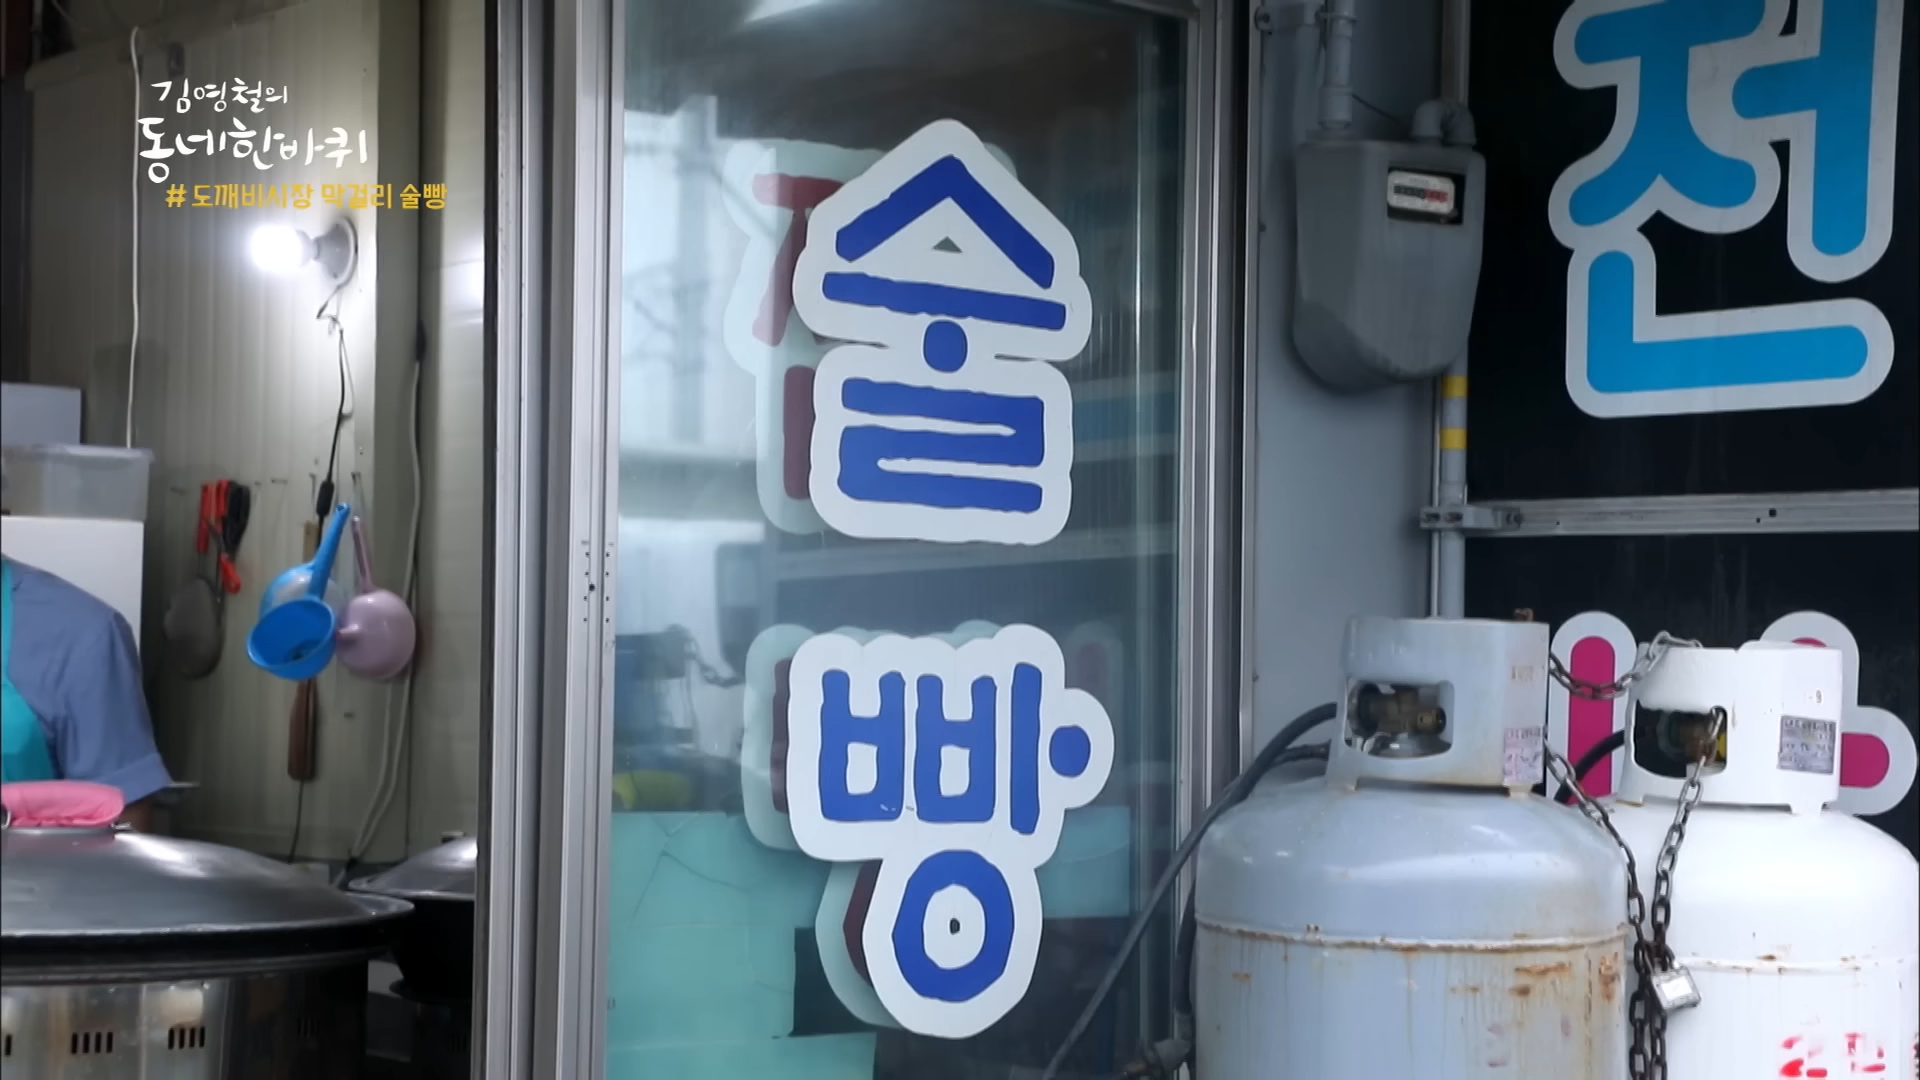 김영철의
동네한바퀴
#도깨비시장 막걸리 술빵
술
빵
전